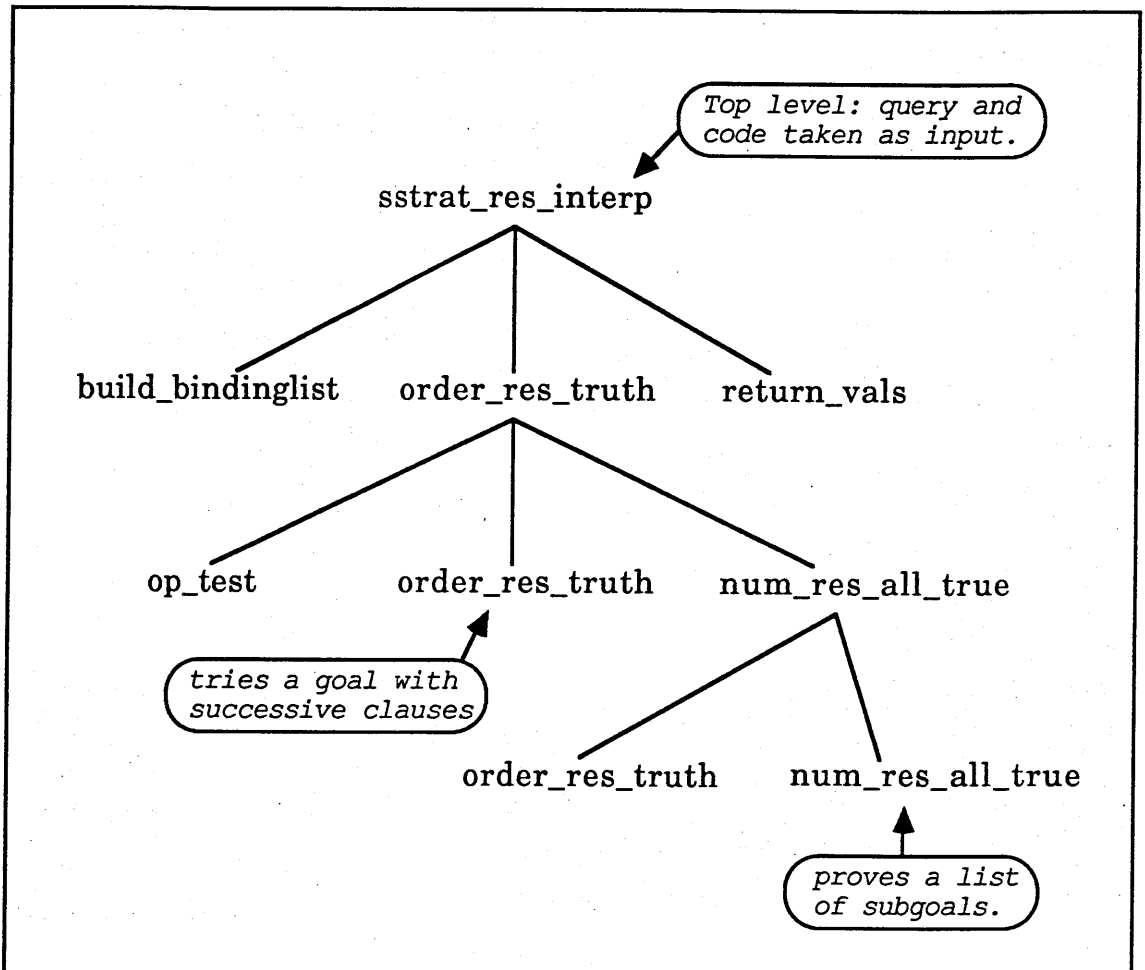 Top level: query and
code taken as input.
sstrat_res_interp
build_bindinglist order_res_truth return_vals
op_test order_res_truth num_res_all_true
tries a goal with
successive clauses
order_res_truth num_res_all_true
proves a list
of subgoals.